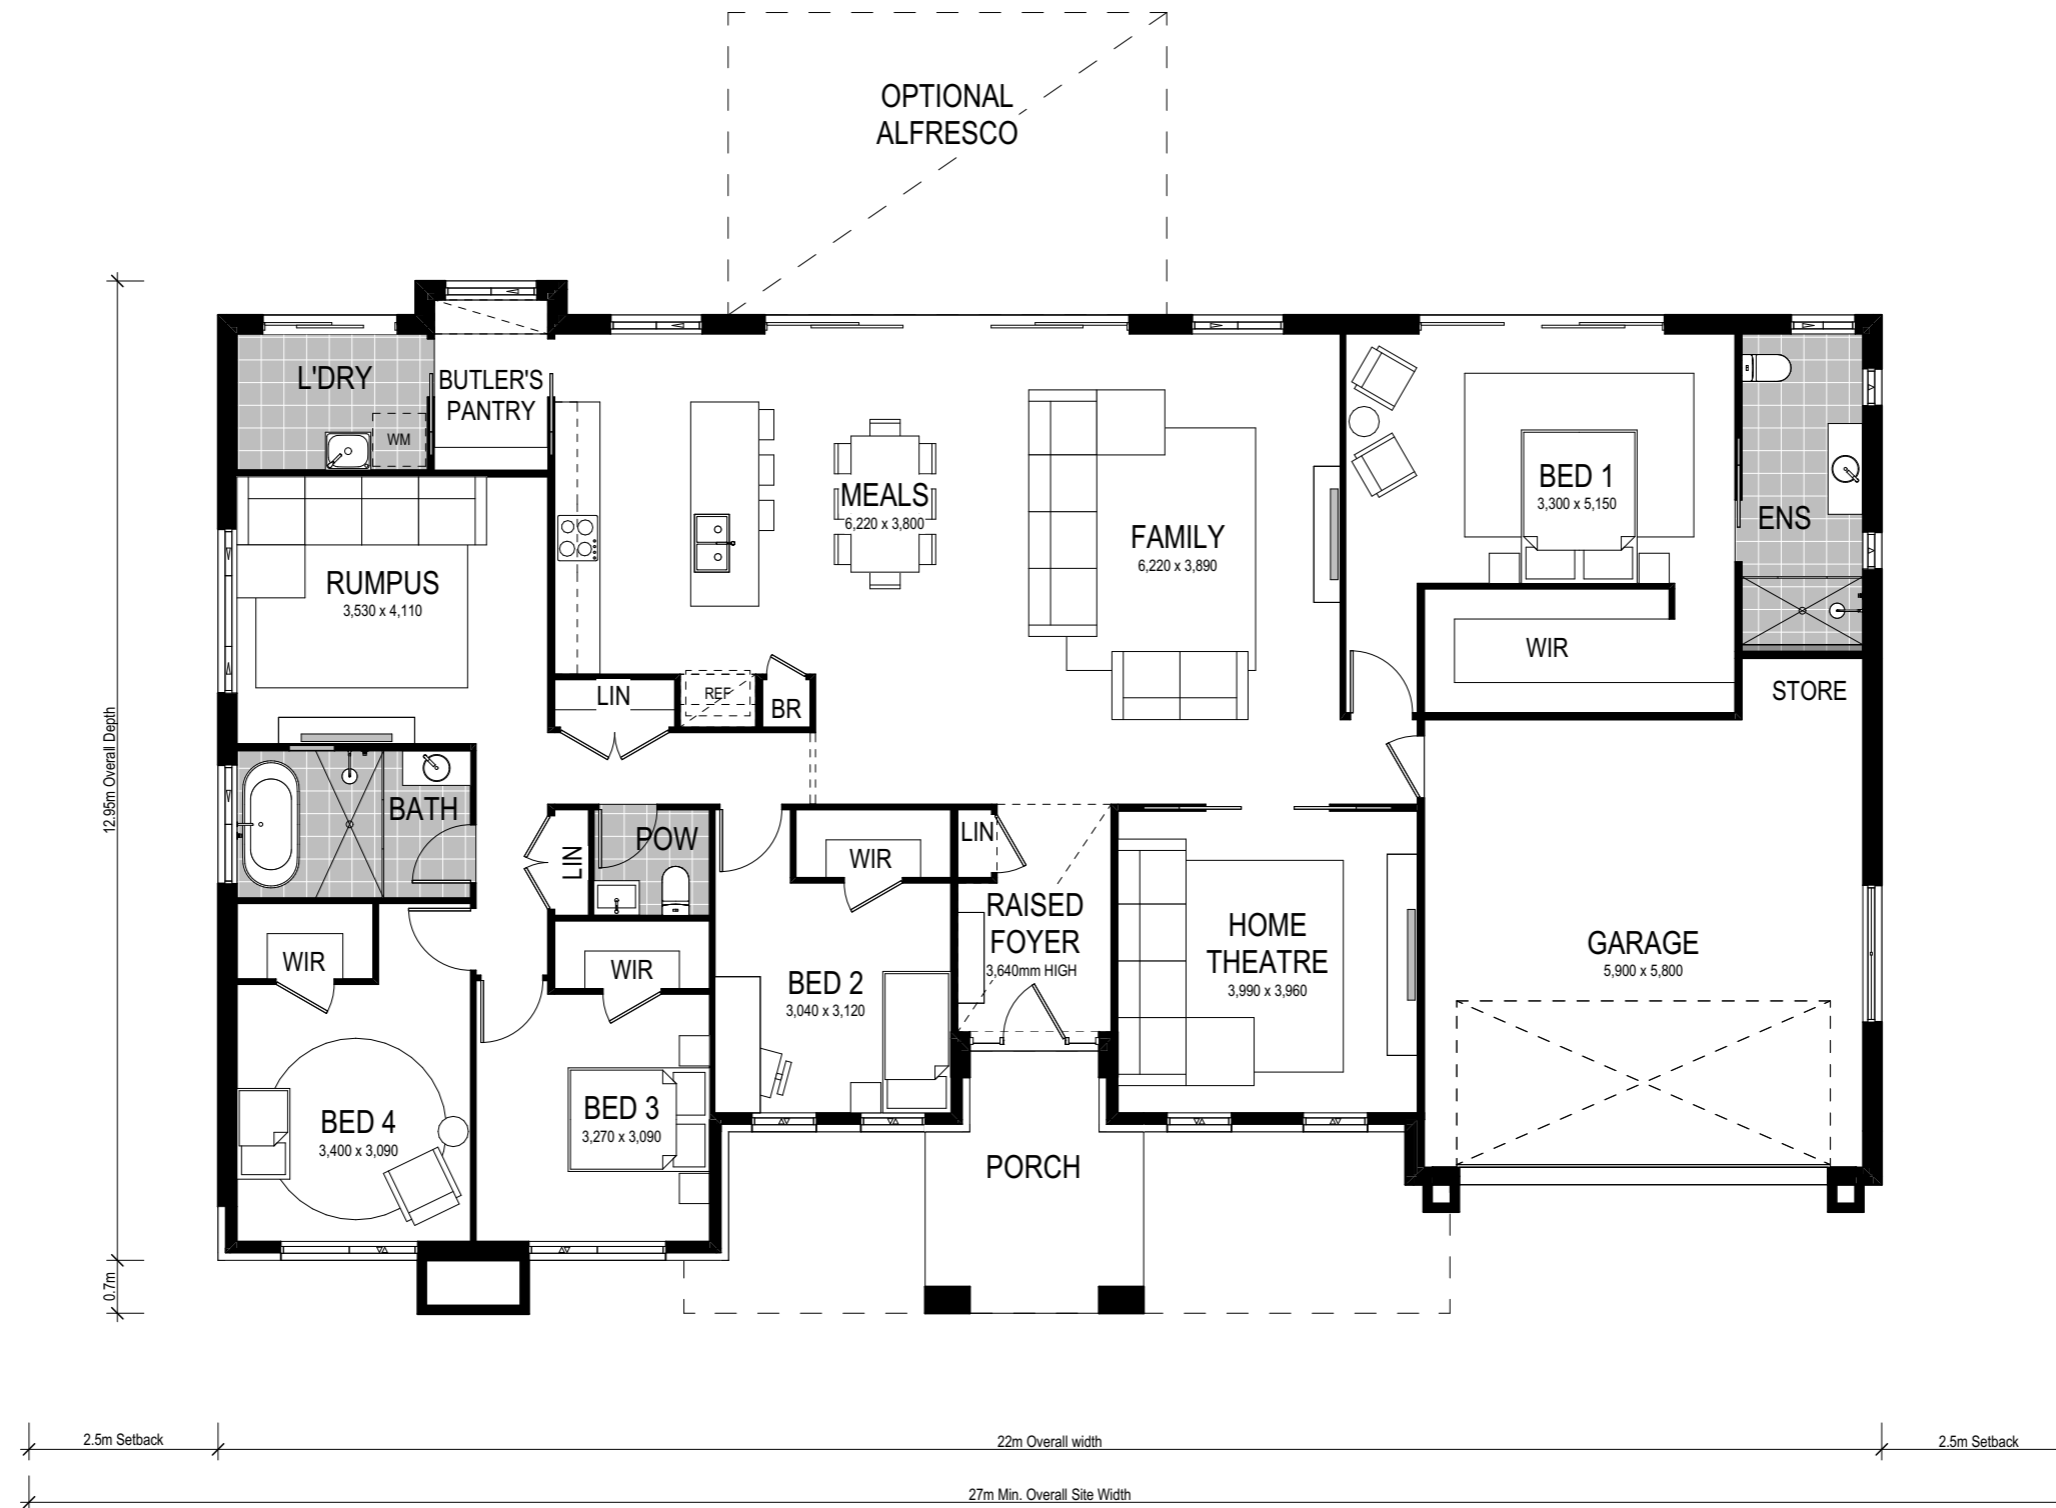 OPTIONAL
ALFRESCO
L'DRY
WM
BUTLER'S
PANTRY
MEALS
6,220 x 3,800
FAMILY
6,220 x 3,890
BED 1
3,300 x 5,150
ENS
RUMPUS
3,530 x 4,110
WIR
STORE
LIN
REF
BR
12.95m Overall Depth
BATH
LIN
POW
WIR
LIN
RAISED
FOYER
3,640mm HIGH
HOME
THEATRE
3,990 x 3,960
GARAGE
5,900 x 5,800
WIR
WIR
BED 2
3,040 x 3,120
BED 4
3,400 x 3,090
BED 3
3,270 x 3,090
PORCH
0.7m
2.5m Setback
22m Overall width
2.5m Setback
27m Min. Overall Site Width